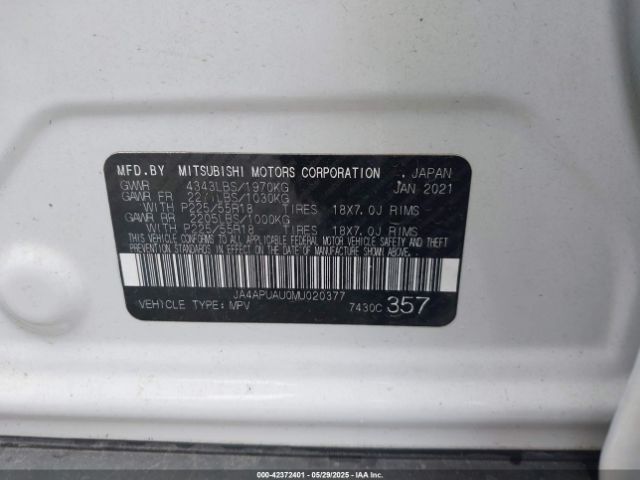 MFD.BY MITSUBISHI MOTORS CORPORATION , JAPAN
GVWR 4343LBS/1970KG JAN 2021
GAWR FR LBS/1030KG
WITH P225/55R18 TIRES 18X7.0J RIMS
GAWR RR 2205LBS/1000KG
WITH P225/55R18 TIRES 18X7.0J RIMS
THIS VEHICLE CONFORMS TO ALL APPLICABLE FEDERAL MOTOR VEHICLE SAFETY AND THEFT
PREVENTION STANDARDS IN EFFECT ON THE DATE OF MANUFACTURE SHOWN ABOVE.
JA4APUAU0MU020377
VEHICLE TYPE: MPV 7430C 357
000-42372401 - 05/29/2025 - IAAHOLDINGS.COM